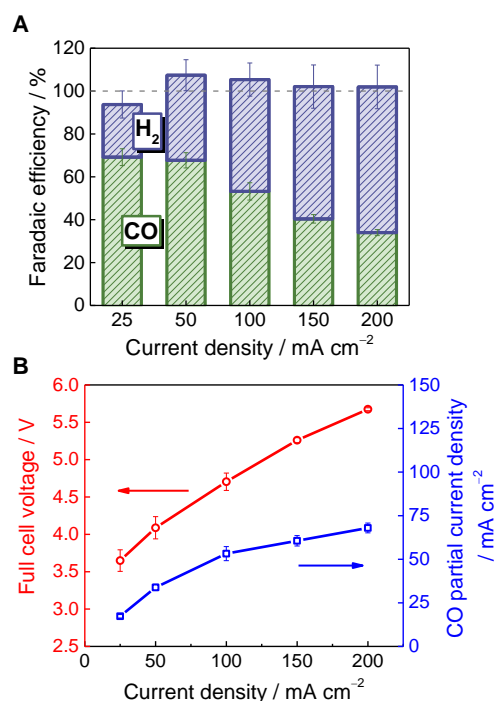 A
120
100
80
60
40
20
0
Faradaic efficiency / %
H₂
CO
25 50 100 150 200
Current density / mA cm⁻²
B
6.0
5.5
5.0
4.5
4.0
3.5
3.0
2.5
Full cell voltage / V
150
125
100
75
50
25
0
CO partial current density
/ mA cm⁻²
0 50 100 150 200
Current density / mA cm⁻²